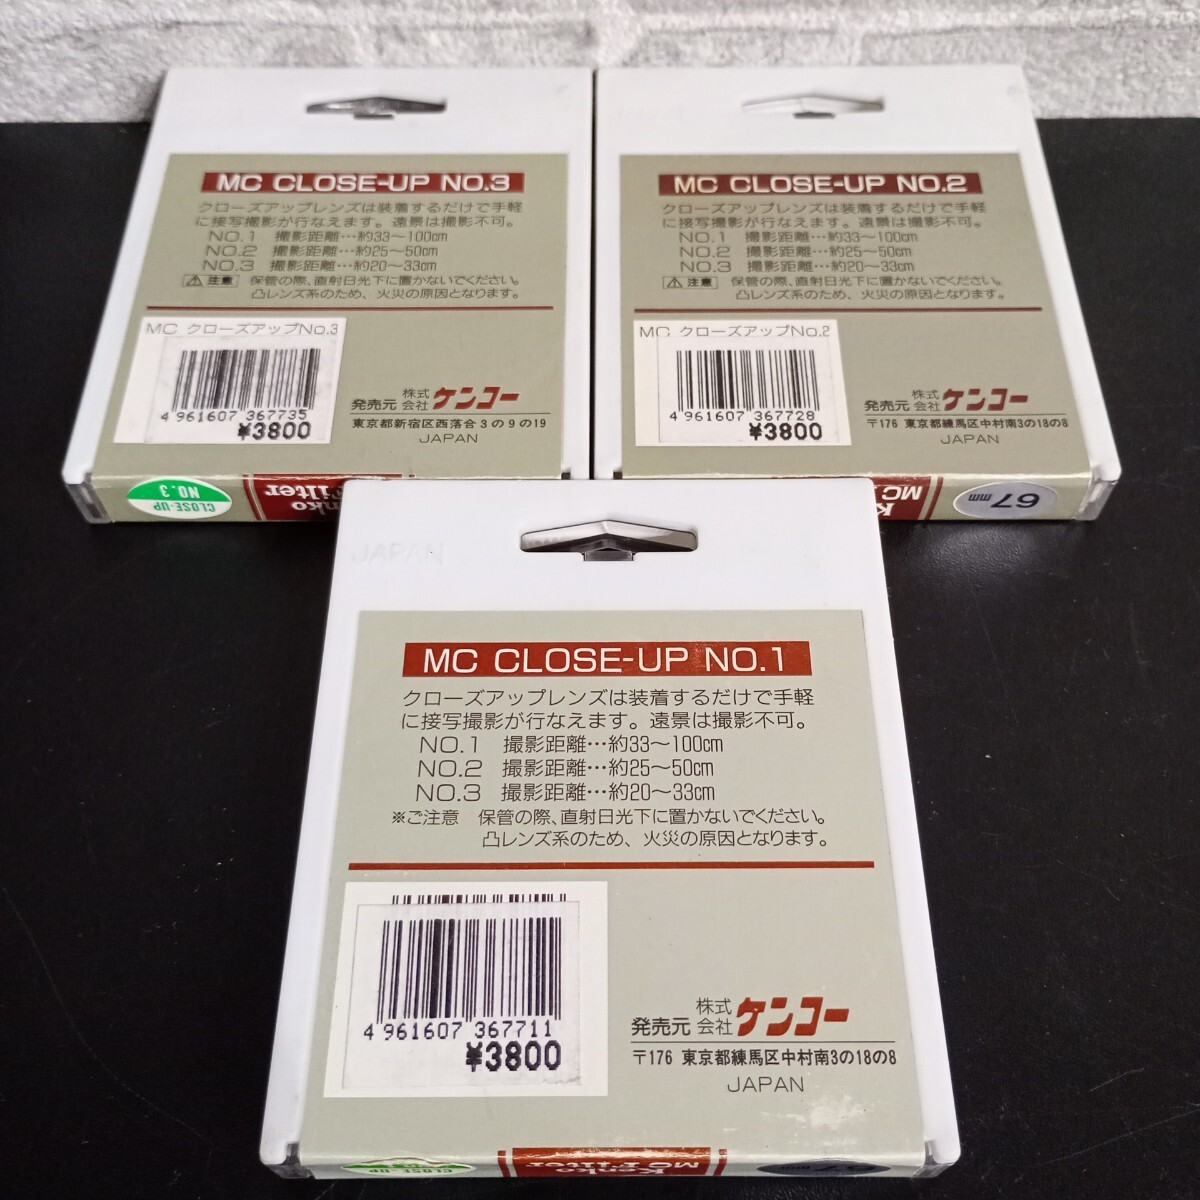 MC CLOSE-UP NO.3
クローズアップレンズは装着するだけで手軽
に接写撮影が行なえます。遠景は撮影不可。
NO.1 撮影距離…約33〜100cm
NO.2 撮影距離…約25〜50cm
NO.3 撮影距離…約20〜33cm
⚠注意 保管の際、直射日光下に置かないでください。
凸レンズ系のため、火災の原因となります。
MC クローズアップNo.3
4 961607 367735
¥3800
発売元 株式会社 ケンコー
東京都新宿区西落合3の9の19
JAPAN
CLOSE-UP
NO.3
Kenko
Filter
MC CLOSE-UP NO.2
クローズアップレンズは装着するだけで手軽
に接写撮影が行なえます。遠景は撮影不可。
NO.1 撮影距離…約33〜100cm
NO.2 撮影距離…約25〜50cm
NO.3 撮影距離…約20〜33cm
⚠注意 保管の際、直射日光下に置かないでください。
凸レンズ系のため、火災の原因となります。
MC クローズアップNo.2
4 961607 367728
¥3800
発売元 株式会社 ケンコー
〒176 東京都練馬区中村南3の18の8
JAPAN
MC
67mm
JAPAN
MC CLOSE-UP NO.1
クローズアップレンズは装着するだけで手軽
に接写撮影が行なえます。遠景は撮影不可。
NO.1 撮影距離…約33〜100cm
NO.2 撮影距離…約25〜50cm
NO.3 撮影距離…約20〜33cm
※ご注意 保管の際、直射日光下に置かないでください。
凸レンズ系のため、火災の原因となります。
4 961607 367711
¥3800
発売元 株式会社 ケンコー
〒176 東京都練馬区中村南3の18の8
JAPAN
CLOSE-UP
Kenko
MC Filter
67mm